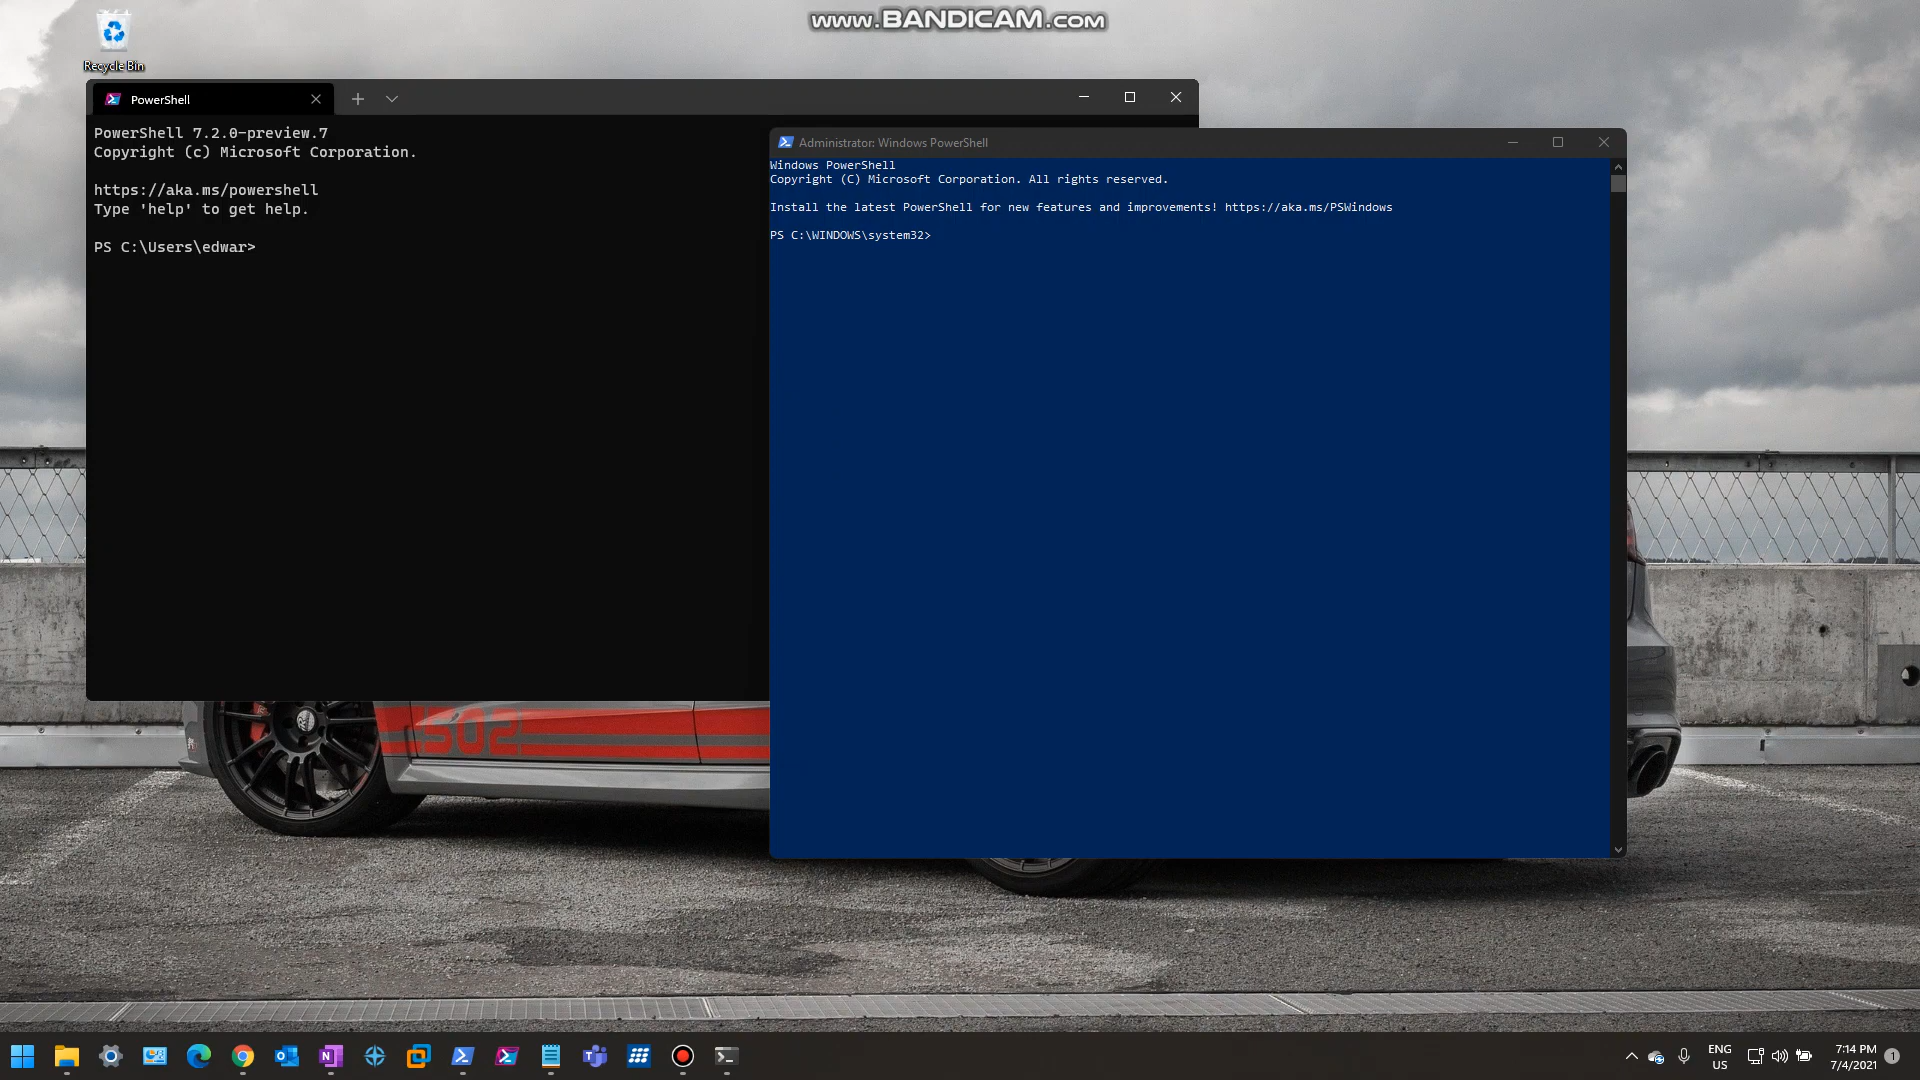 www.BANDICAM.com
Recycle Bin
PowerShell
PowerShell 7.2.0-preview.7
Copyright (c) Microsoft Corporation.
https://aka.ms/powershell
Type 'help' to get help.
PS C:\Users\edwar>
Administrator: Windows PowerShell
Windows PowerShell
Copyright (C) Microsoft Corporation. All rights reserved.
Install the latest PowerShell for new features and improvements! https://aka.ms/PSWindows
PS C:\WINDOWS\system32>
502
ENG
US
7:14 PM
7/4/2021
1